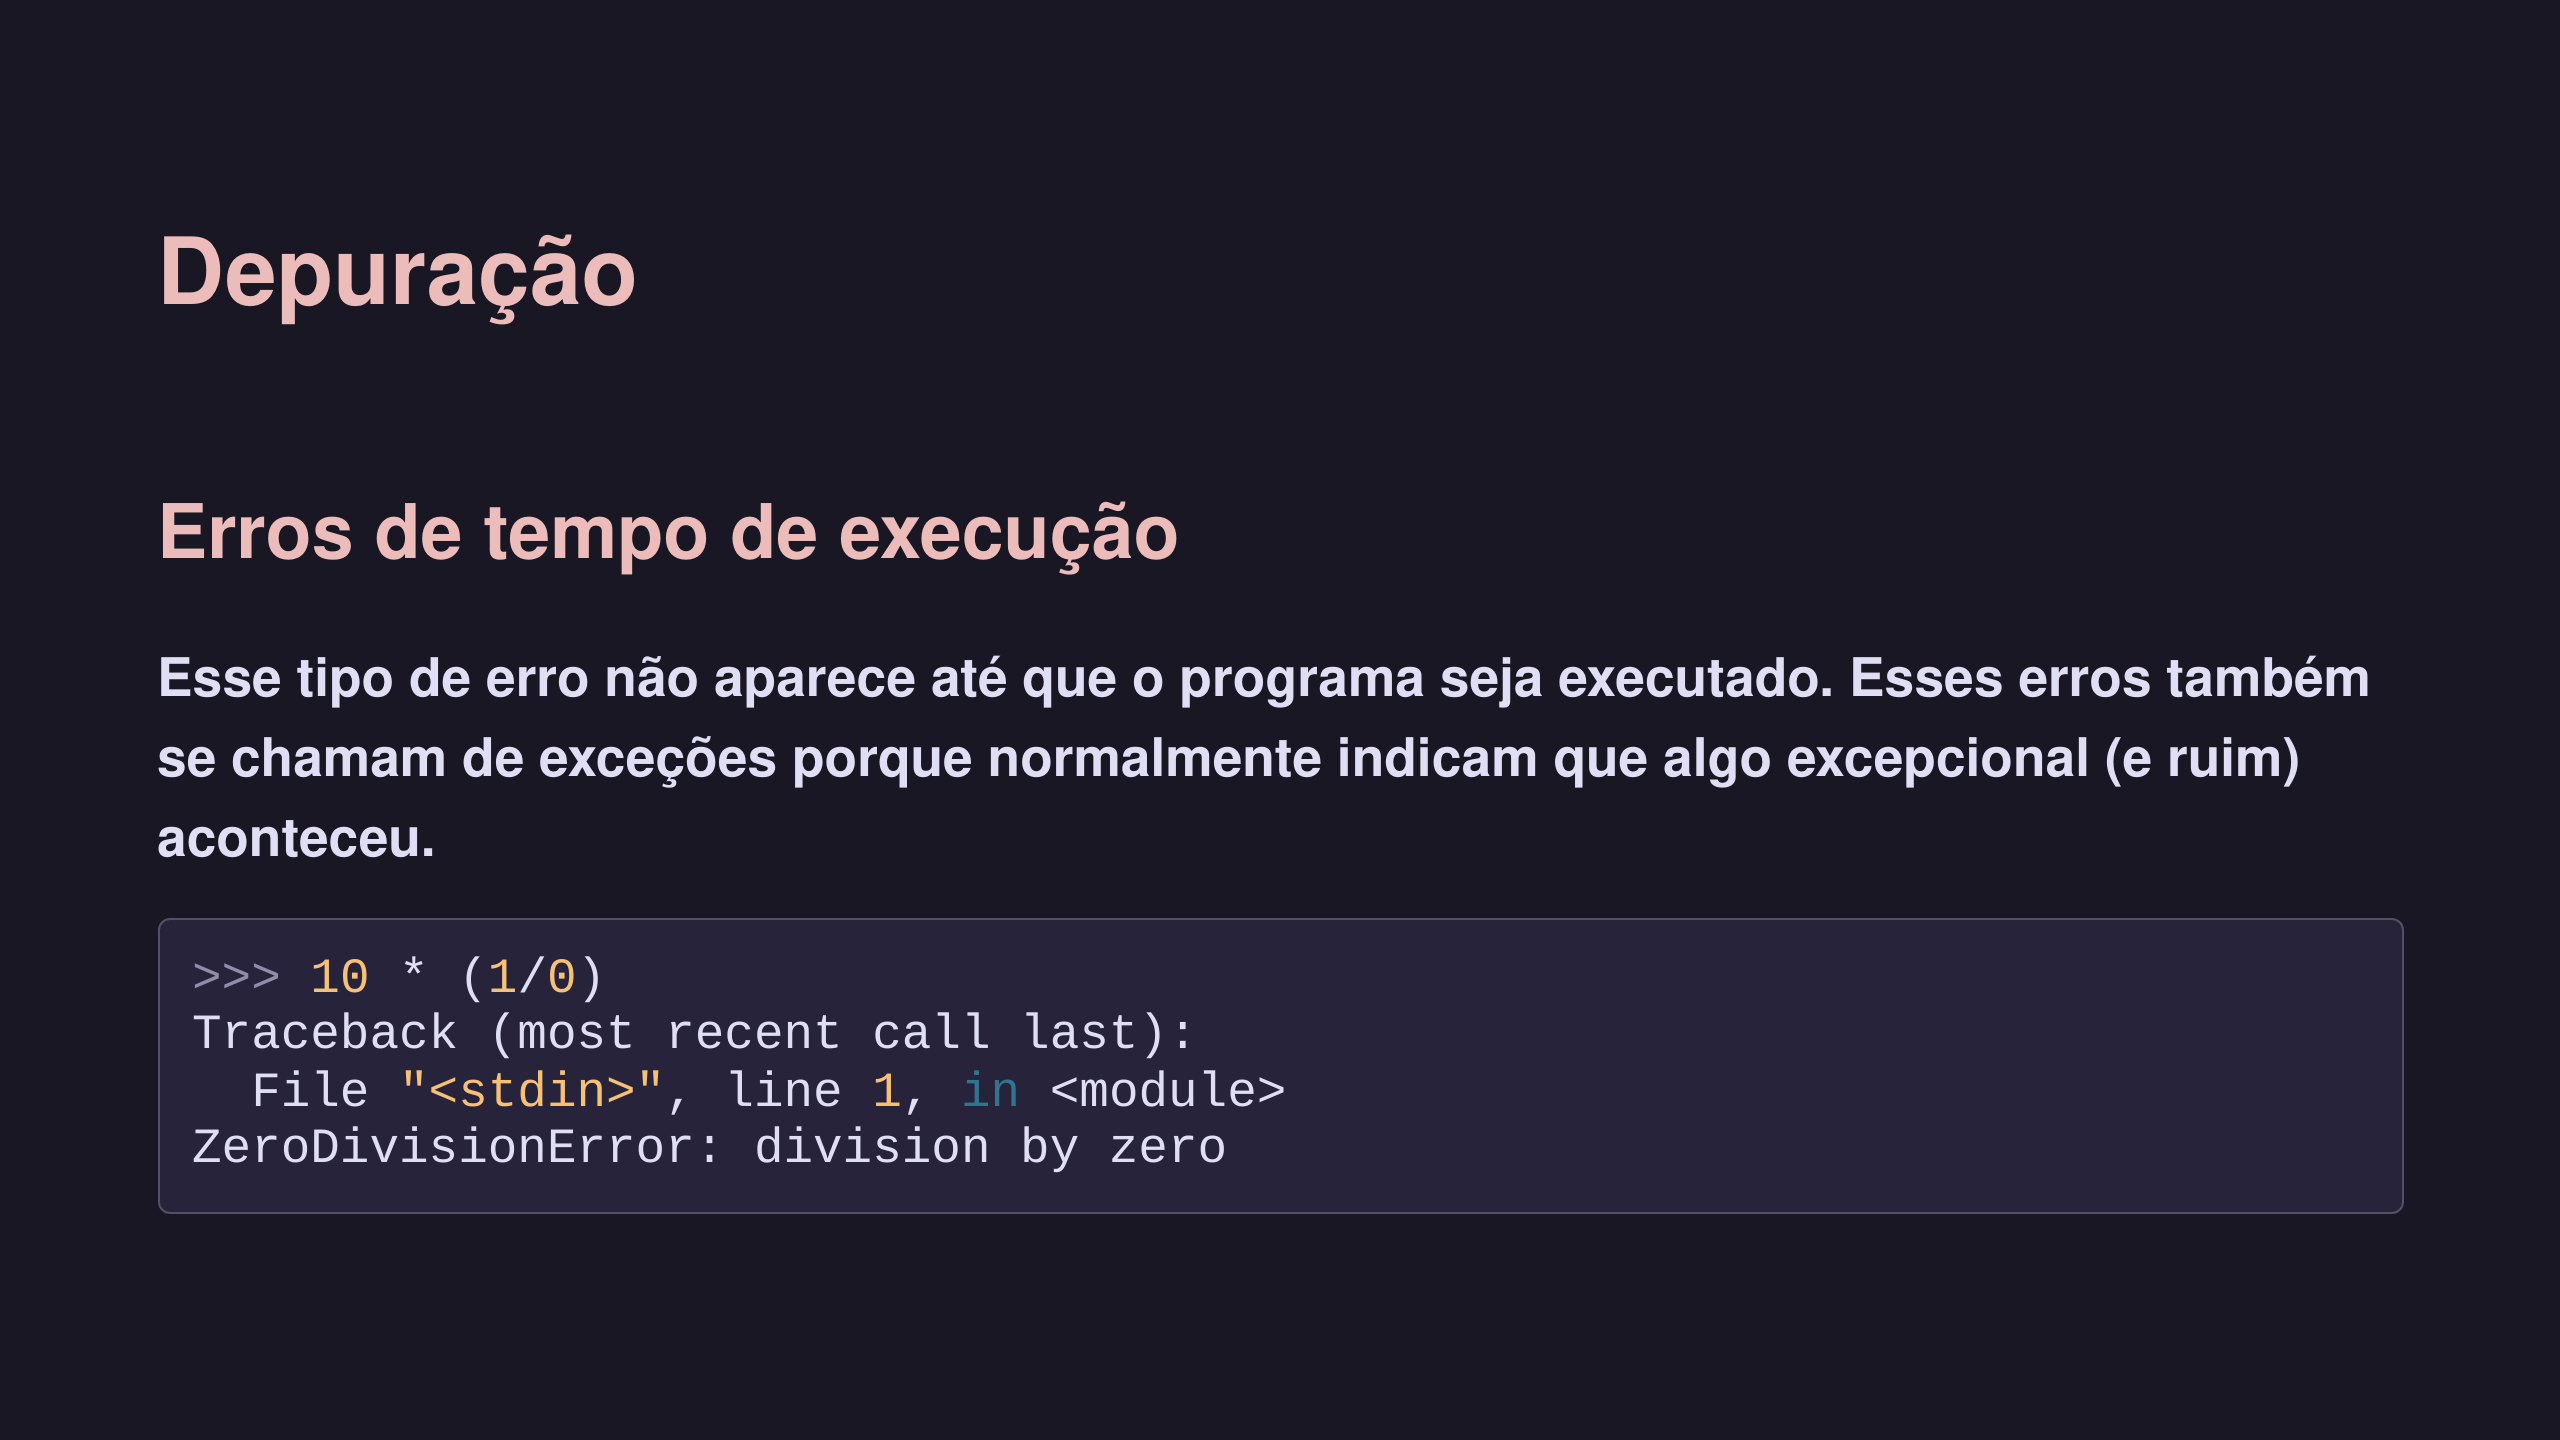 Depuração
Erros de tempo de execução
Esse tipo de erro não aparece até que o programa seja executado. Esses erros também
se chamam de exceções porque normalmente indicam que algo excepcional (e ruim)
aconteceu.
>>> 10 * (1/0)
Traceback (most recent call last):
  File "<stdin>", line 1, in <module>
ZeroDivisionError: division by zero